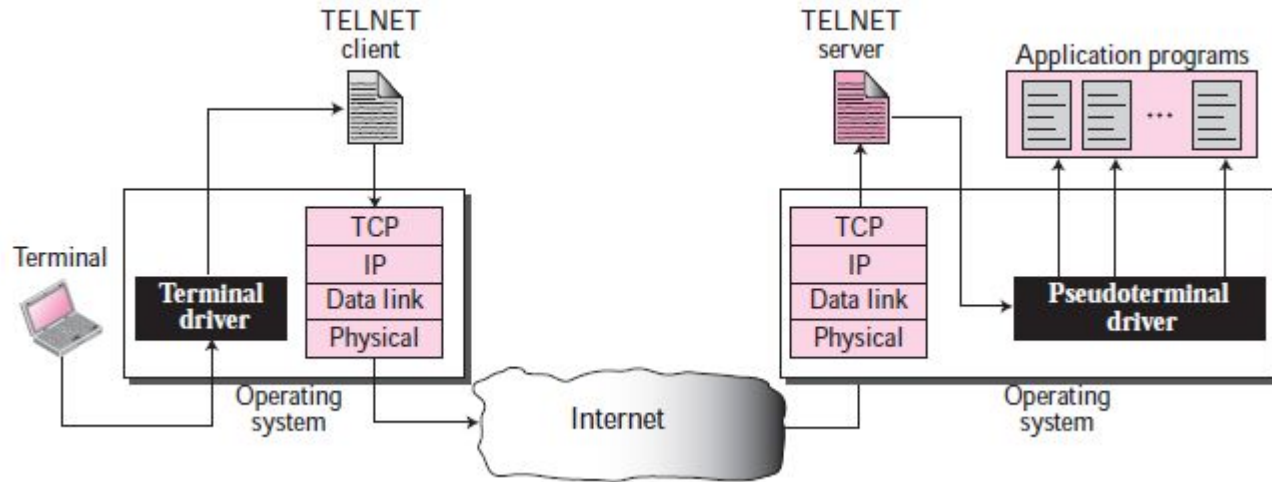 TELNET
client
TELNET
server
Application programs
...
Terminal
Terminal
driver
TCP
IP
Data link
Physical
Operating
system
Internet
TCP
IP
Data link
Physical
Pseudoterminal
driver
Operating
system